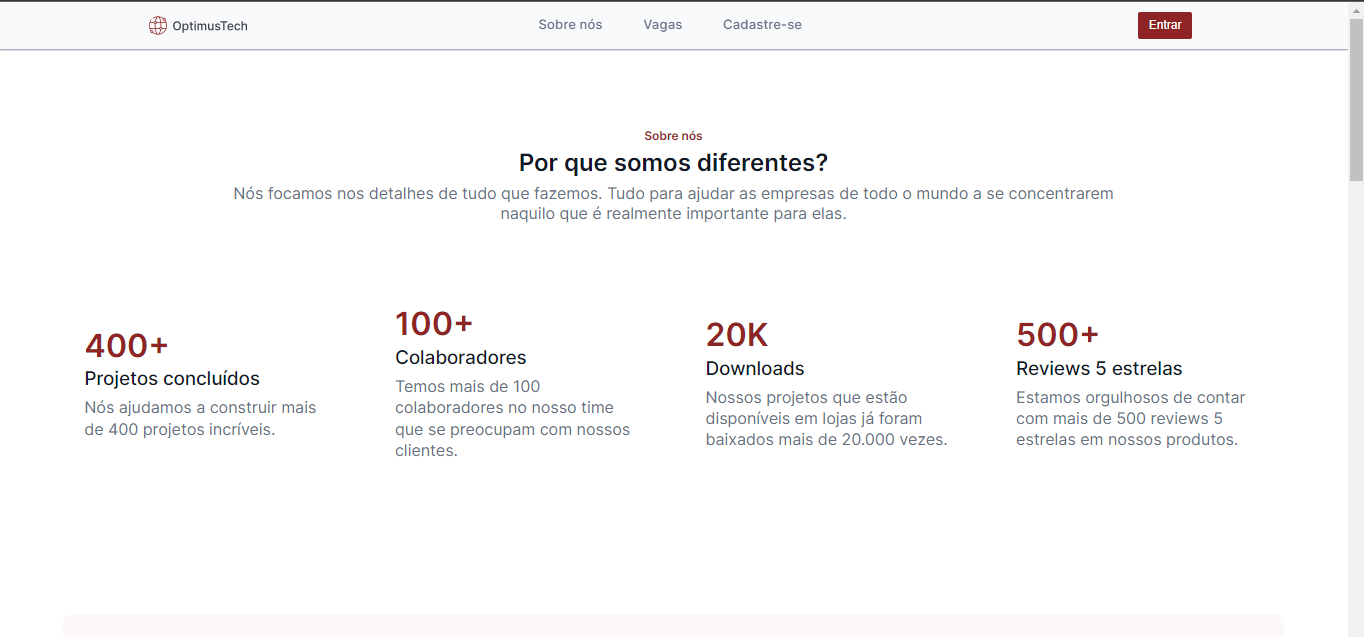 OptimusTech
Sobre nós
Vagas
Cadastre-se
Entrar
Sobre nós
Por que somos diferentes?
Nós focamos nos detalhes de tudo que fazemos. Tudo para ajudar as empresas de todo o mundo a se concentrarem
naquilo que é realmente importante para elas.
400+
Projetos concluídos
Nós ajudamos a construir mais
de 400 projetos incríveis.
100+
Colaboradores
Temos mais de 100
colaboradores no nosso time
que se preocupam com nossos
clientes.
20K
Downloads
Nossos projetos que estão
disponíveis em lojas já foram
baixados mais de 20.000 vezes.
500+
Reviews 5 estrelas
Estamos orgulhosos de contar
com mais de 500 reviews 5
estrelas em nossos produtos.